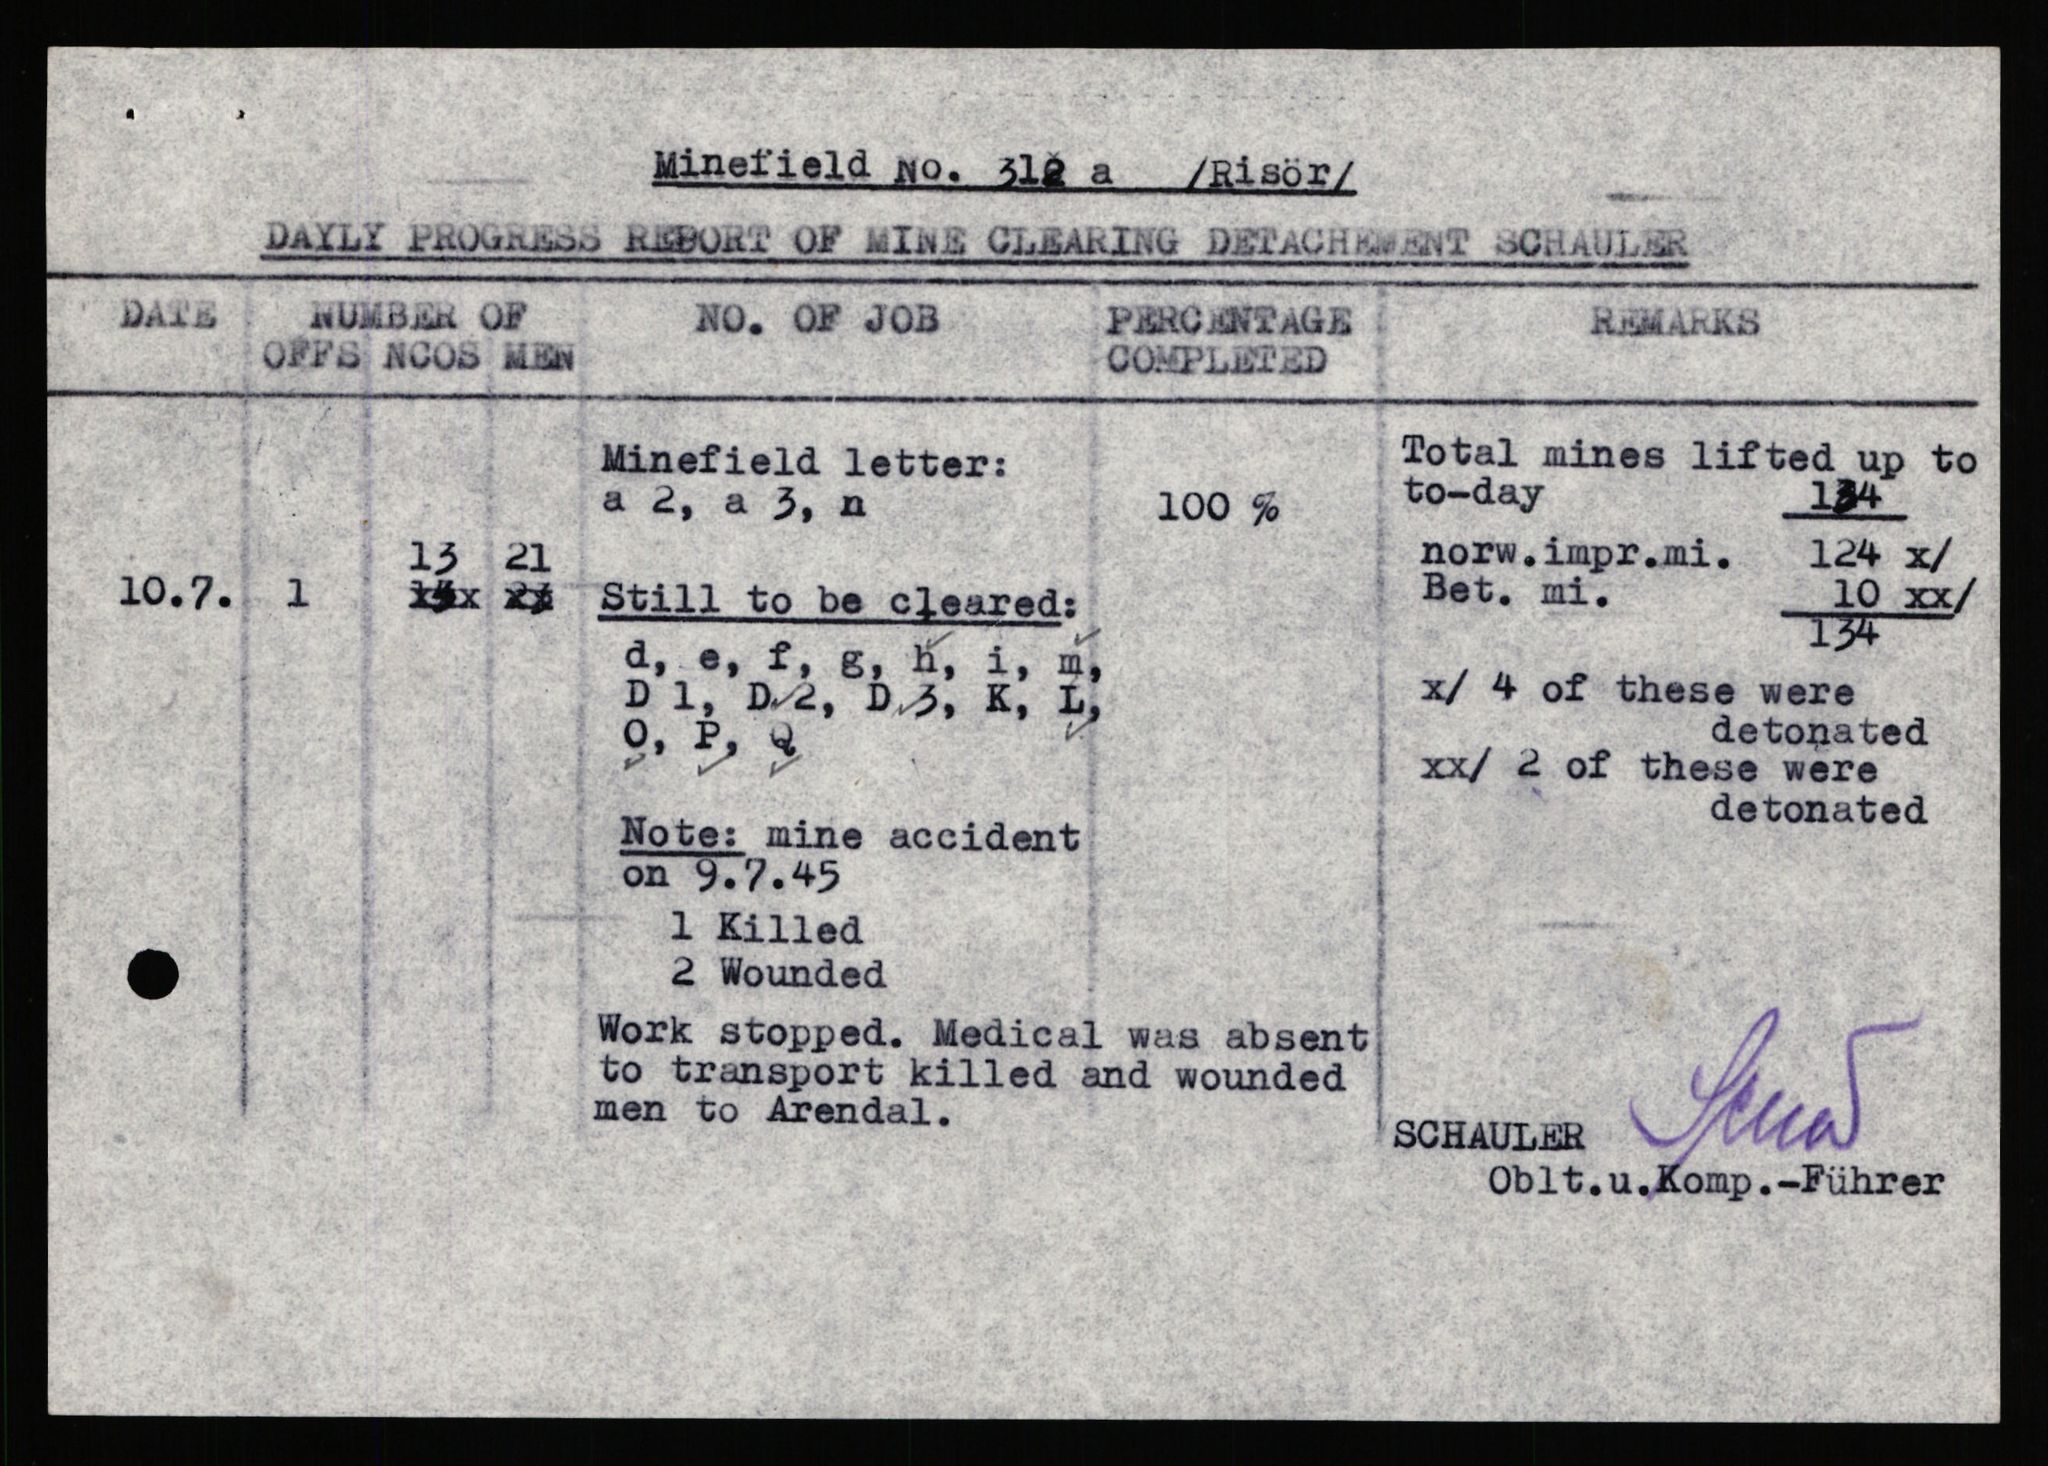 Minefield No. 312 a /Risör/
DAYLY PROGRESS REPORT OF MINE CLEARING DETACHEMENT SCHAULER
DATE
NUMBER OF
OFFS NCOS MEN
NO. OF JOB
PERCENTAGE
COMPLETED
REMARKS
10.7. 1
13 21
Minefield letter:
a 2, a 3, n
100 %
Still to be cleared:
d, e, f, g, h, i, m,
D 1, D 2, D 3, K, L,
O, P, Q
Note: mine accident
on 9.7.45
1 Killed
2 Wounded
Work stopped. Medical was absent
to transport killed and wounded
men to Arendal.
Total mines lifted up to
to-day 134
norw.impr.mi. 124 x/
Bet. mi. 10 xx/
134
x/ 4 of these were
detonated
xx/ 2 of these were
detonated
SCHAULER
Oblt.u.Komp.-Führer